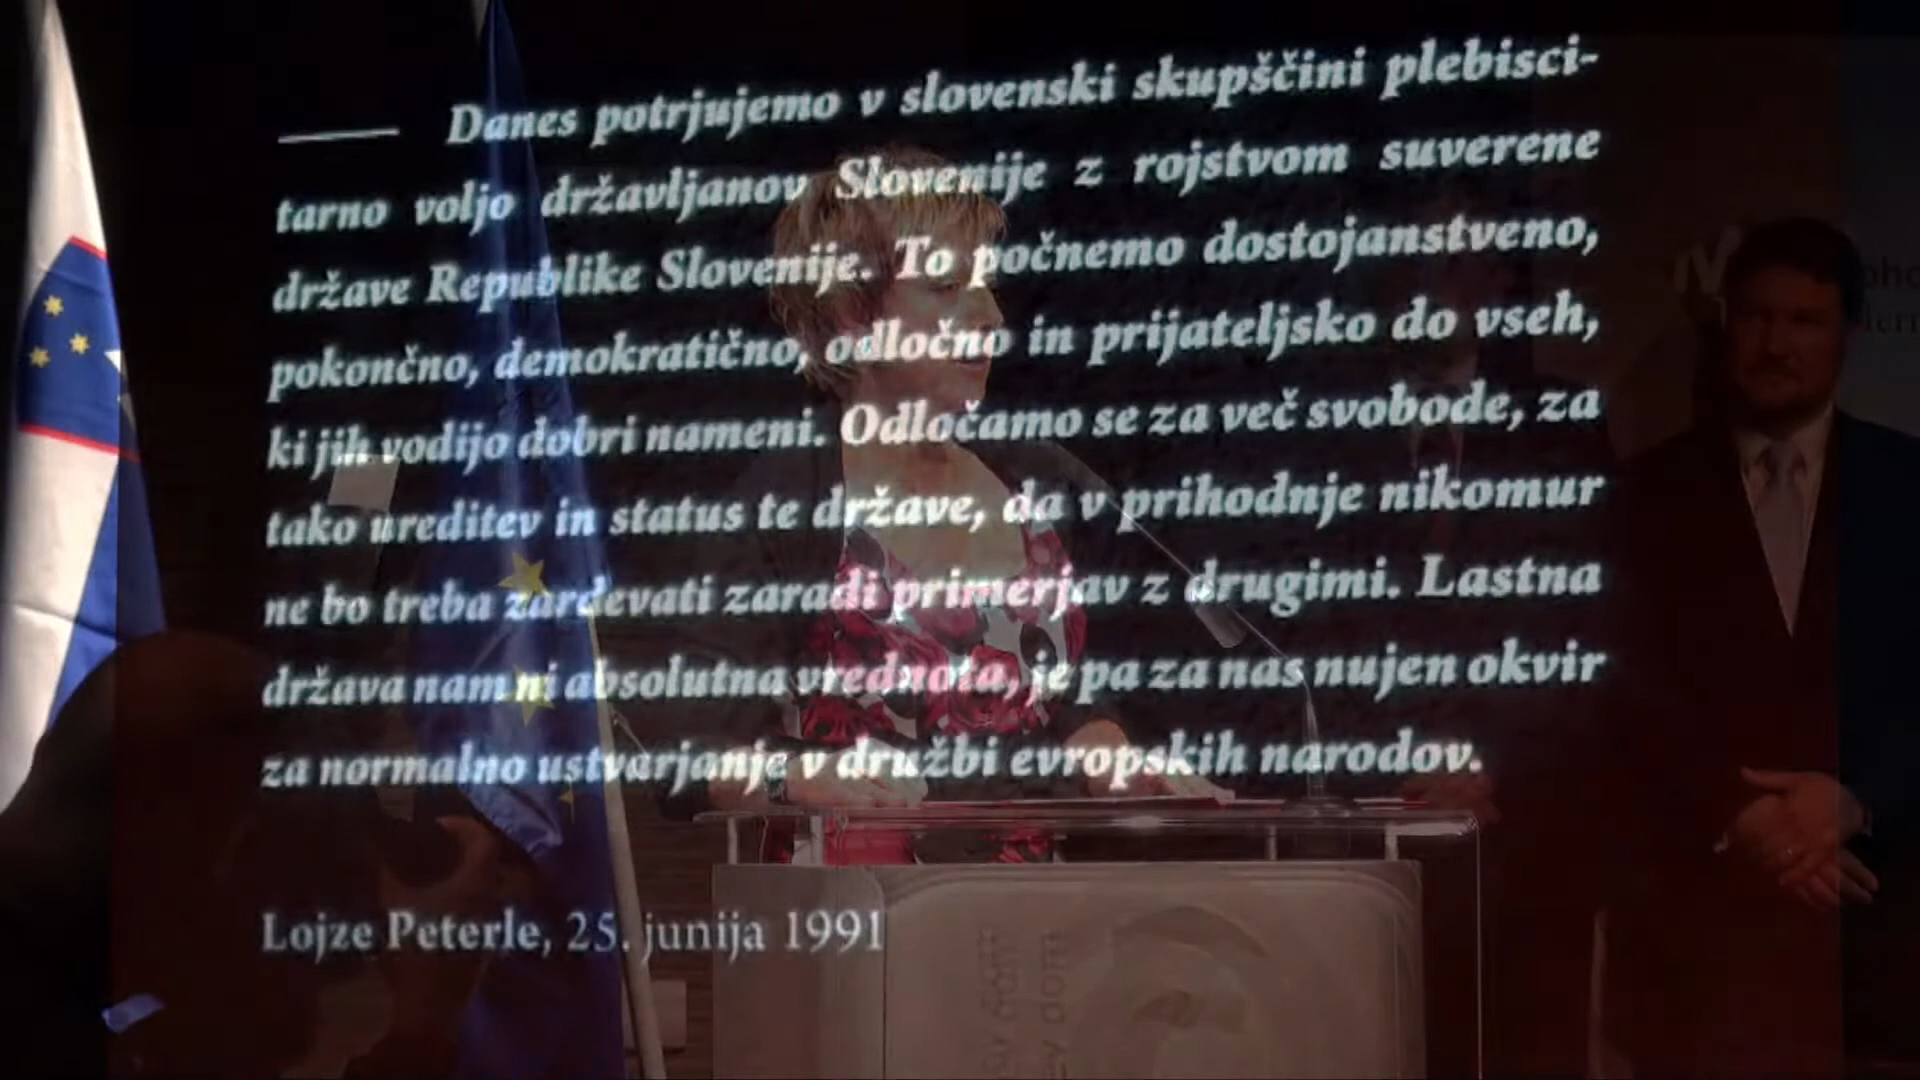 Danes potrjujemo v slovenski skupščini plebisci-
tarno voljo državljanov Slovenije z rojstvom suverene
države Republike Slovenije. To počnemo dostojanstveno,
pokončno, demokratično, odločno in prijateljsko do vseh,
ki jih vodijo dobri nameni. Odločamo se za več svobode, za
tako ureditev in status te države, da v prihodnje nikomur
ne bo treba zardevati zaradi primerjav z drugimi. Lastna
država nam ni absolutna vrednota, je pa za nas nujen okvir
za normalno ustvarjanje v družbi evropskih narodov.
Lojze Peterle, 25. junija 1991